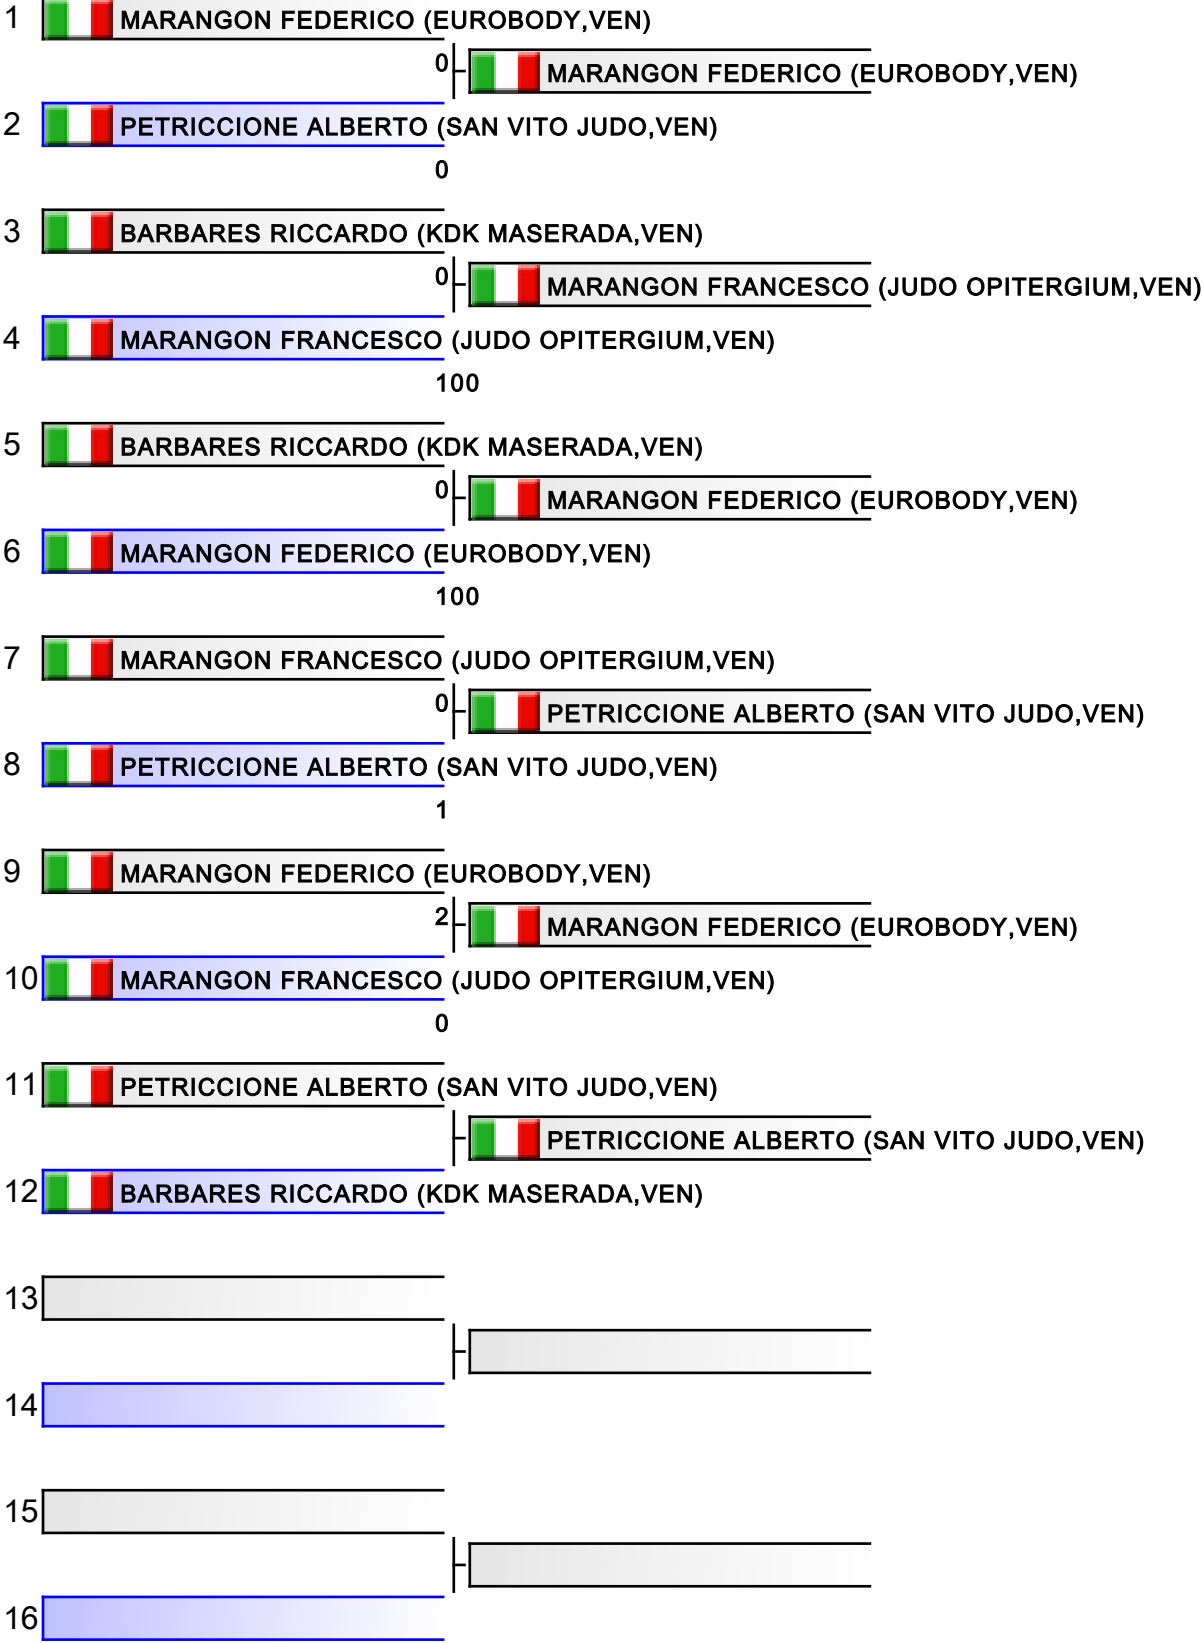 1 MARANGON FEDERICO (EUROBODY,VEN)
0 MARANGON FEDERICO (EUROBODY,VEN)
2 PETRICCIONE ALBERTO (SAN VITO JUDO,VEN)
0
3 BARBARES RICCARDO (KDK MASERADA,VEN)
0 MARANGON FRANCESCO (JUDO OPITERGIUM,VEN)
4 MARANGON FRANCESCO (JUDO OPITERGIUM,VEN)
100
5 BARBARES RICCARDO (KDK MASERADA,VEN)
0 MARANGON FEDERICO (EUROBODY,VEN)
6 MARANGON FEDERICO (EUROBODY,VEN)
100
7 MARANGON FRANCESCO (JUDO OPITERGIUM,VEN)
0 PETRICCIONE ALBERTO (SAN VITO JUDO,VEN)
8 PETRICCIONE ALBERTO (SAN VITO JUDO,VEN)
1
9 MARANGON FEDERICO (EUROBODY,VEN)
2 MARANGON FEDERICO (EUROBODY,VEN)
10 MARANGON FRANCESCO (JUDO OPITERGIUM,VEN)
0
11 PETRICCIONE ALBERTO (SAN VITO JUDO,VEN)
PETRICCIONE ALBERTO (SAN VITO JUDO,VEN)
12 BARBARES RICCARDO (KDK MASERADA,VEN)
13
14
15
16